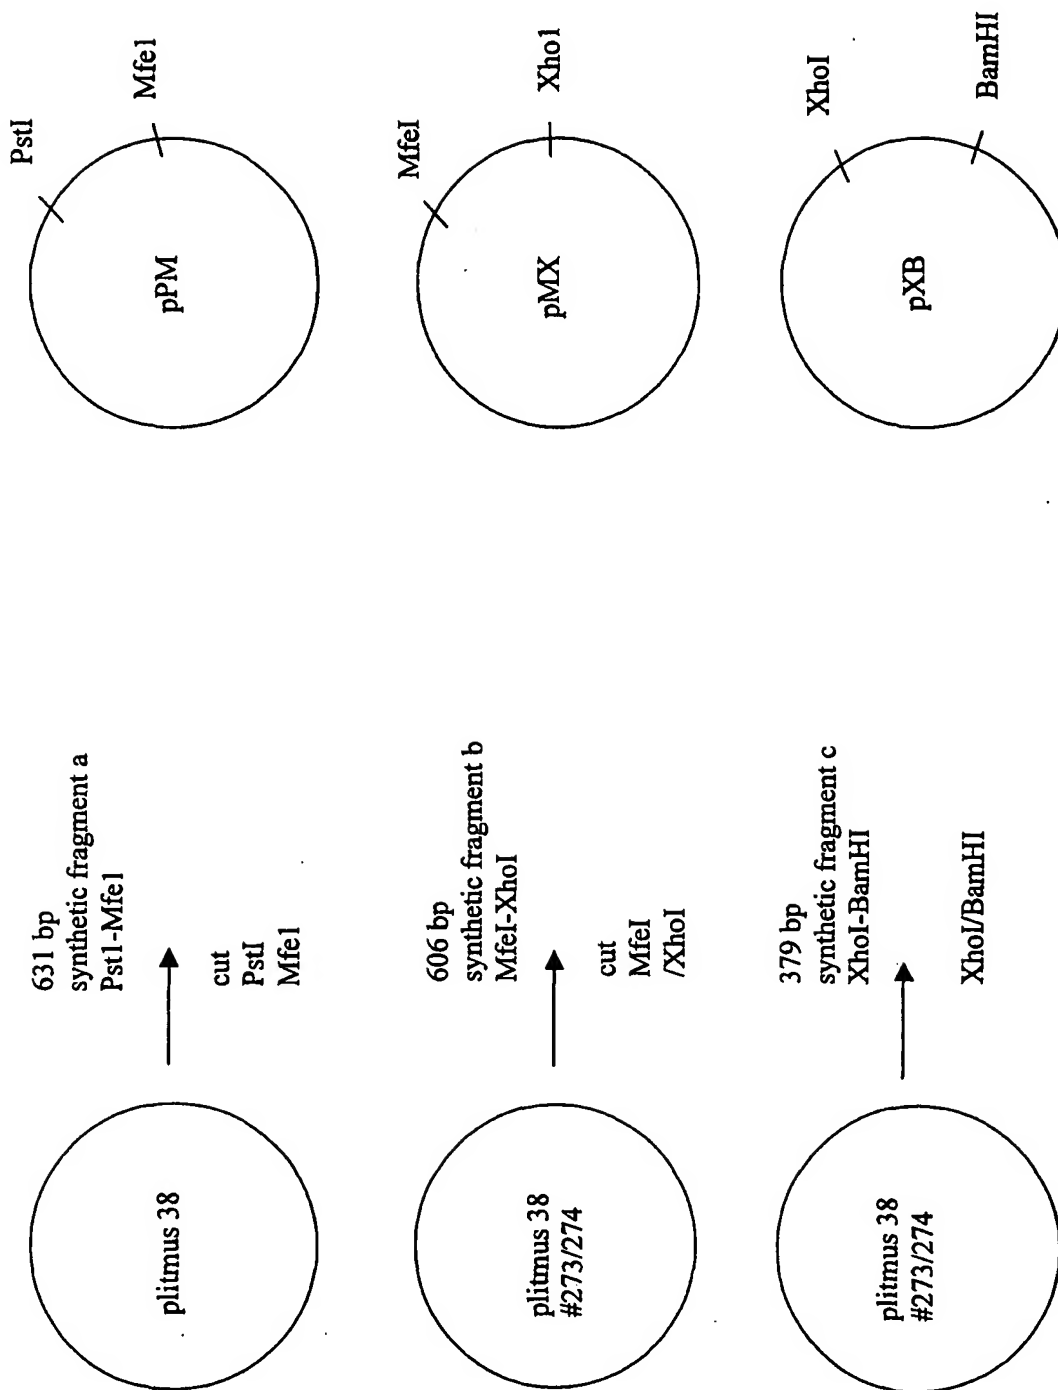 plitmus 38
631 bp
synthetic fragment a
Pst1-Mfe1
cut
PstI
Mfe1
PstI
pPM
Mfe1
plitmus 38
#273/274
606 bp
synthetic fragment b
MfeI-XhoI
cut
MfeI
/XhoI
MfeI
pMX
Xho1
plitmus 38
#273/274
379 bp
synthetic fragment c
XhoI-BamHI
XhoI/BamHI
XhoI
pXB
BamHI